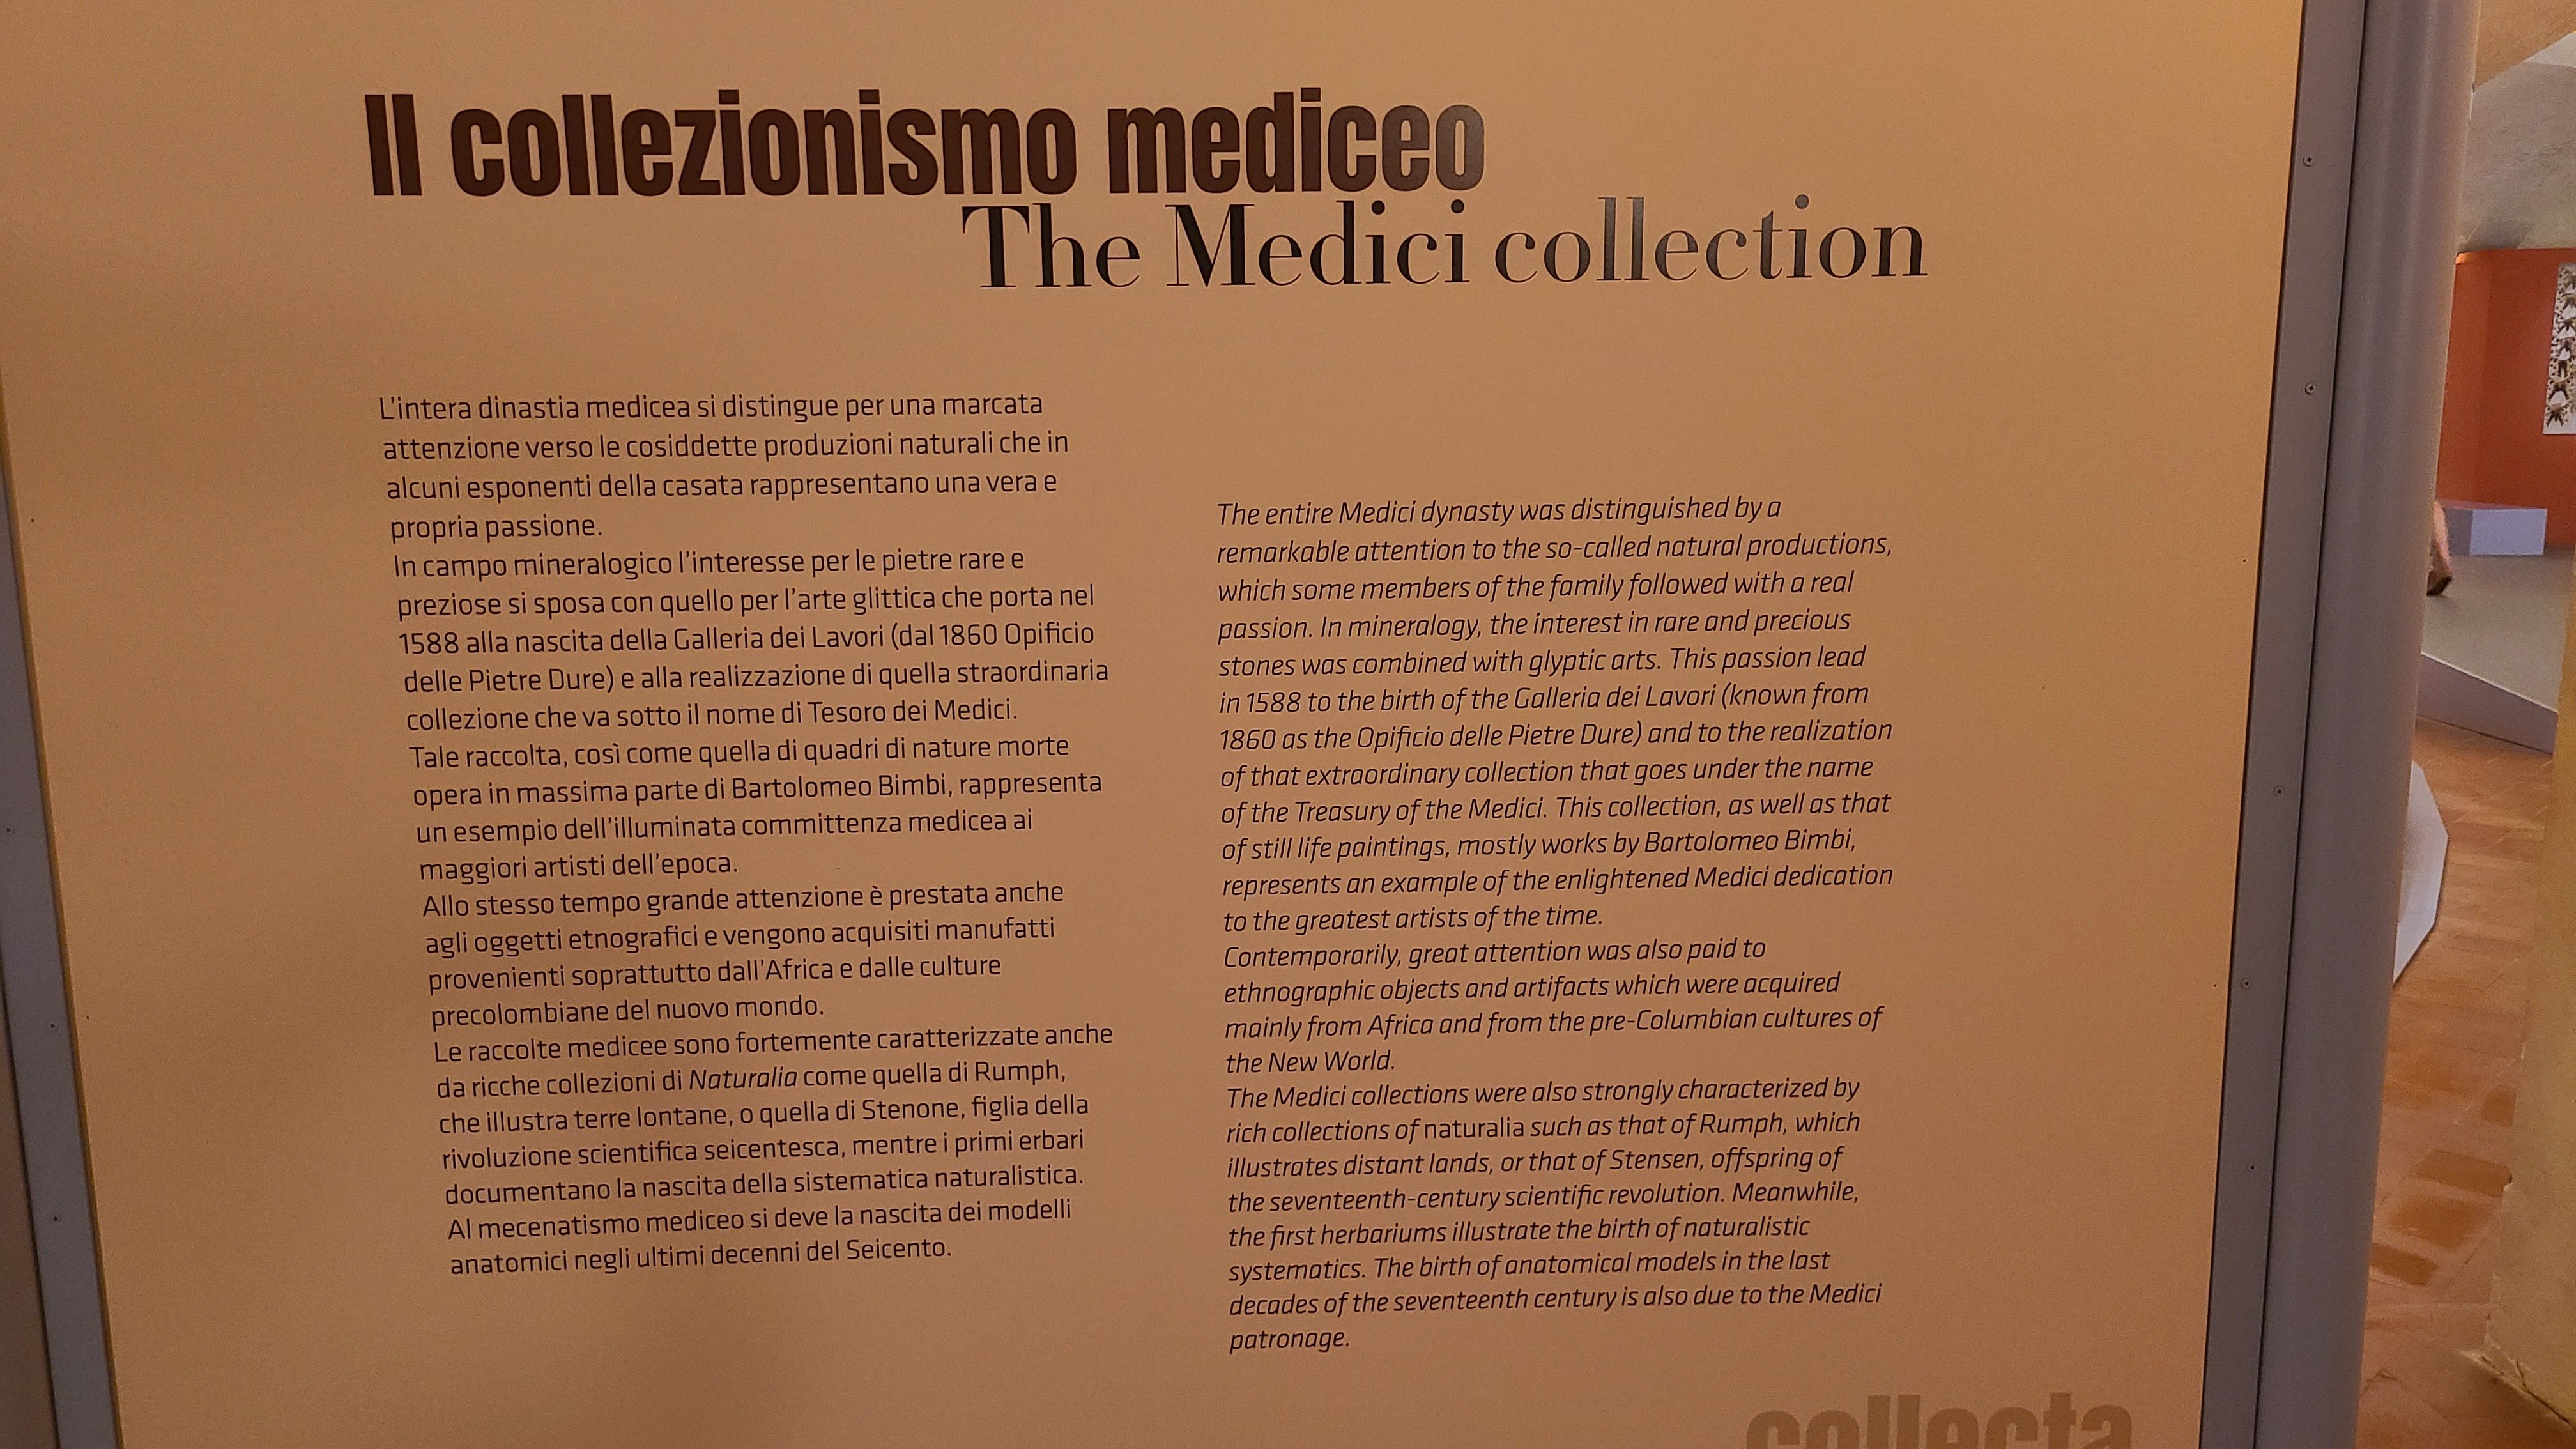 Il collezionismo mediceo
The Medici collection
L'intera dinastia medicea si distingue per una marcata
attenzione verso le cosiddette produzioni naturali che in
alcuni esponenti della casata rappresentano una vera e
propria passione.
In campo mineralogico l'interesse per le pietre rare e
preziose si sposa con quello per l'arte glittica che porta nel
1588 alla nascita della Galleria dei Lavori (dal 1860 Opificio
delle Pietre Dure) e alla realizzazione di quella straordinaria
collezione che va sotto il nome di Tesoro dei Medici.
Tale raccolta, così come quella di quadri di nature morte
opera in massima parte di Bartolomeo Bimbi, rappresenta
un esempio dell'illuminata committenza medicea ai
maggiori artisti dell'epoca.
Allo stesso tempo grande attenzione è prestata anche
agli oggetti etnografici e vengono acquisiti manufatti
provenienti soprattutto dall'Africa e dalle culture
precolombiane del nuovo mondo.
Le raccolte medicee sono fortemente caratterizzate anche
da ricche collezioni di Naturalia come quella di Rumph,
che illustra terre lontane, o quella di Stenone, figlia della
rivoluzione scientifica seicentesca, mentre i primi erbari
documentano la nascita della sistematica naturalistica.
Al mecenatismo mediceo si deve la nascita dei modelli
anatomici negli ultimi decenni del Seicento.
The entire Medici dynasty was distinguished by a
remarkable attention to the so-called natural productions,
which some members of the family followed with a real
passion. In mineralogy, the interest in rare and precious
stones was combined with glyptic arts. This passion lead
in 1588 to the birth of the Galleria dei Lavori (known from
1860 as the Opificio delle Pietre Dure) and to the realization
of that extraordinary collection that goes under the name
of the Treasury of the Medici. This collection, as well as that
of still life paintings, mostly works by Bartolomeo Bimbi,
represents an example of the enlightened Medici dedication
to the greatest artists of the time.
Contemporarily, great attention was also paid to
ethnographic objects and artifacts which were acquired
mainly from Africa and from the pre-Columbian cultures of
the New World.
The Medici collections were also strongly characterized by
rich collections of naturalia such as that of Rumph, which
illustrates distant lands, or that of Stensen, offspring of
the seventeenth-century scientific revolution. Meanwhile,
the first herbariums illustrate the birth of naturalistic
systematics. The birth of anatomical models in the last
decades of the seventeenth century is also due to the Medici
patronage.
collecta